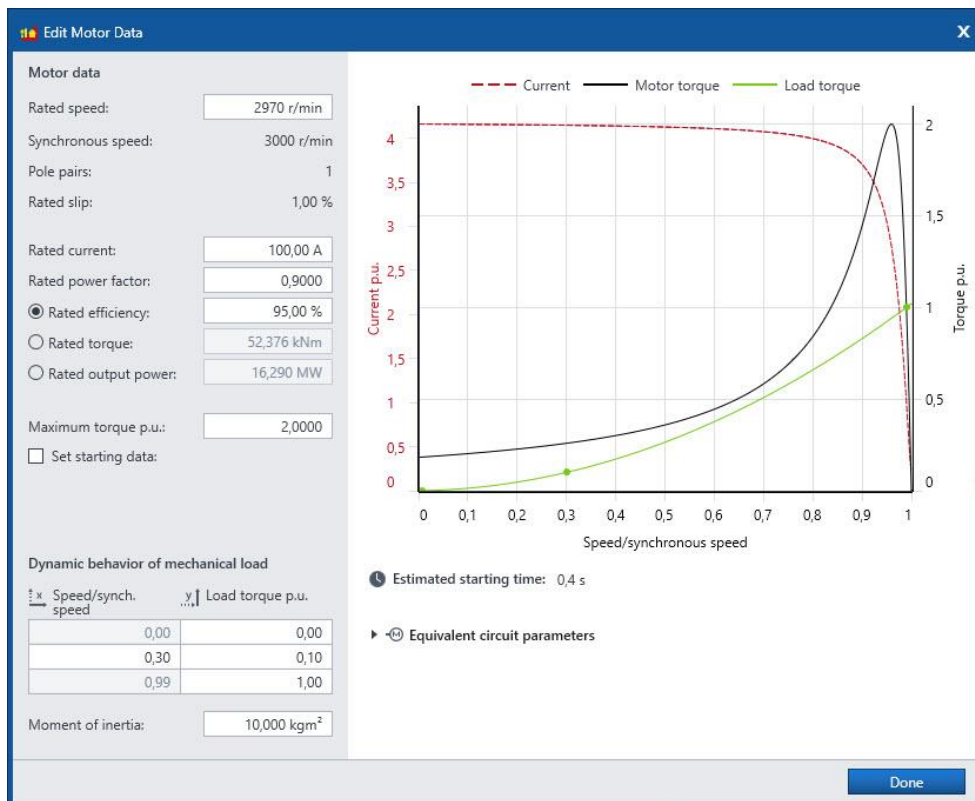 Edit Motor Data
X
Motor data
Rated speed: 2970 r/min
Synchronous speed: 3000 r/min
Pole pairs: 1
Rated slip: 1,00 %
Rated current: 100,00 A
Rated power factor: 0,9000
Rated efficiency: 95,00 %
Rated torque: 52,376 kNm
Rated output power: 16,290 MW
Maximum torque p.u.: 2,0000
Set starting data:
Dynamic behavior of mechanical load
x Speed/synch. speed
y Load torque p.u.
0,00 0,00
0,30 0,10
0,99 1,00
Moment of inertia: 10,000 kgm²
Current Motor torque Load torque
Current p.u.
4
3,5
3
2,5
2
1,5
1
0,5
0
Torque p.u.
2
1,5
1
0,5
0
0 0,1 0,2 0,3 0,4 0,5 0,6 0,7 0,8 0,9 1
Speed/synchronous speed
Estimated starting time: 0,4 s
M Equivalent circuit parameters
Done